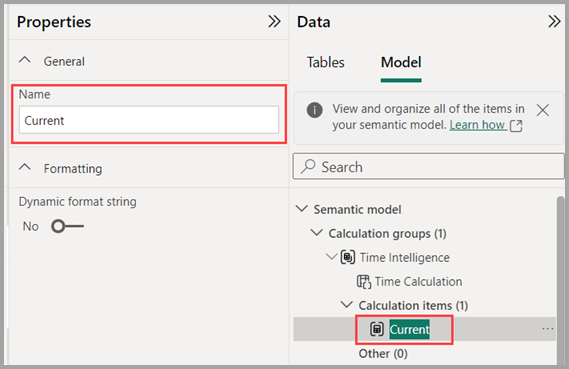 Properties
General
Name
Current
Formatting
Dynamic format string
No
Data
Tables Model
View and organize all of the items in
your semantic model. Learn how
Search
Semantic model
Calculation groups (1)
Time Intelligence
Time Calculation
Calculation items (1)
Current
Other (0)